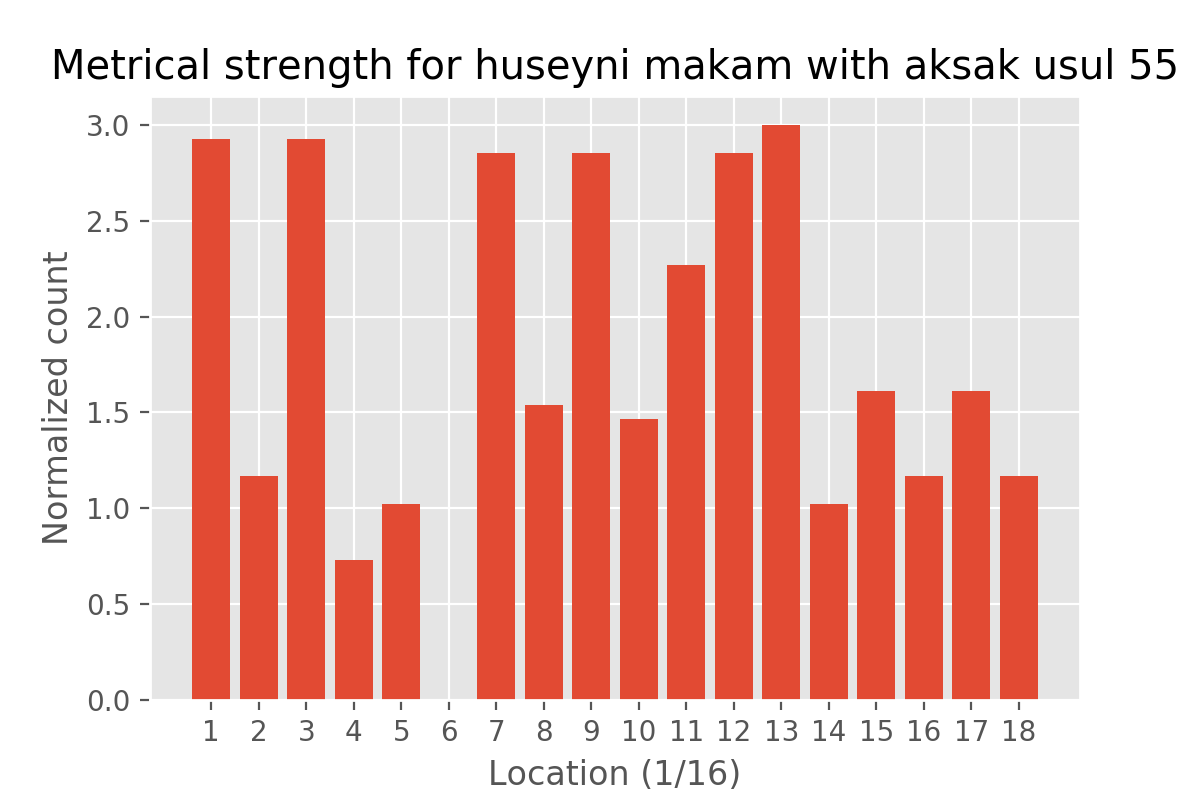 Metrical strength for huseyni makam with aksak usul 55
3.0
2.5
2.0
1.5
1.0
0.5
0.0
Normalized count
1 2 3 4 5 6 7 8 9 10 11 12 13 14 15 16 17 18
Location (1/16)